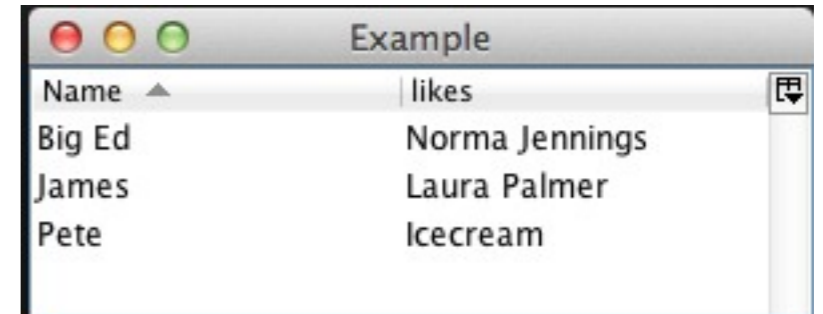 Example
Name likes
Big Ed Norma Jennings
James Laura Palmer
Pete Icecream